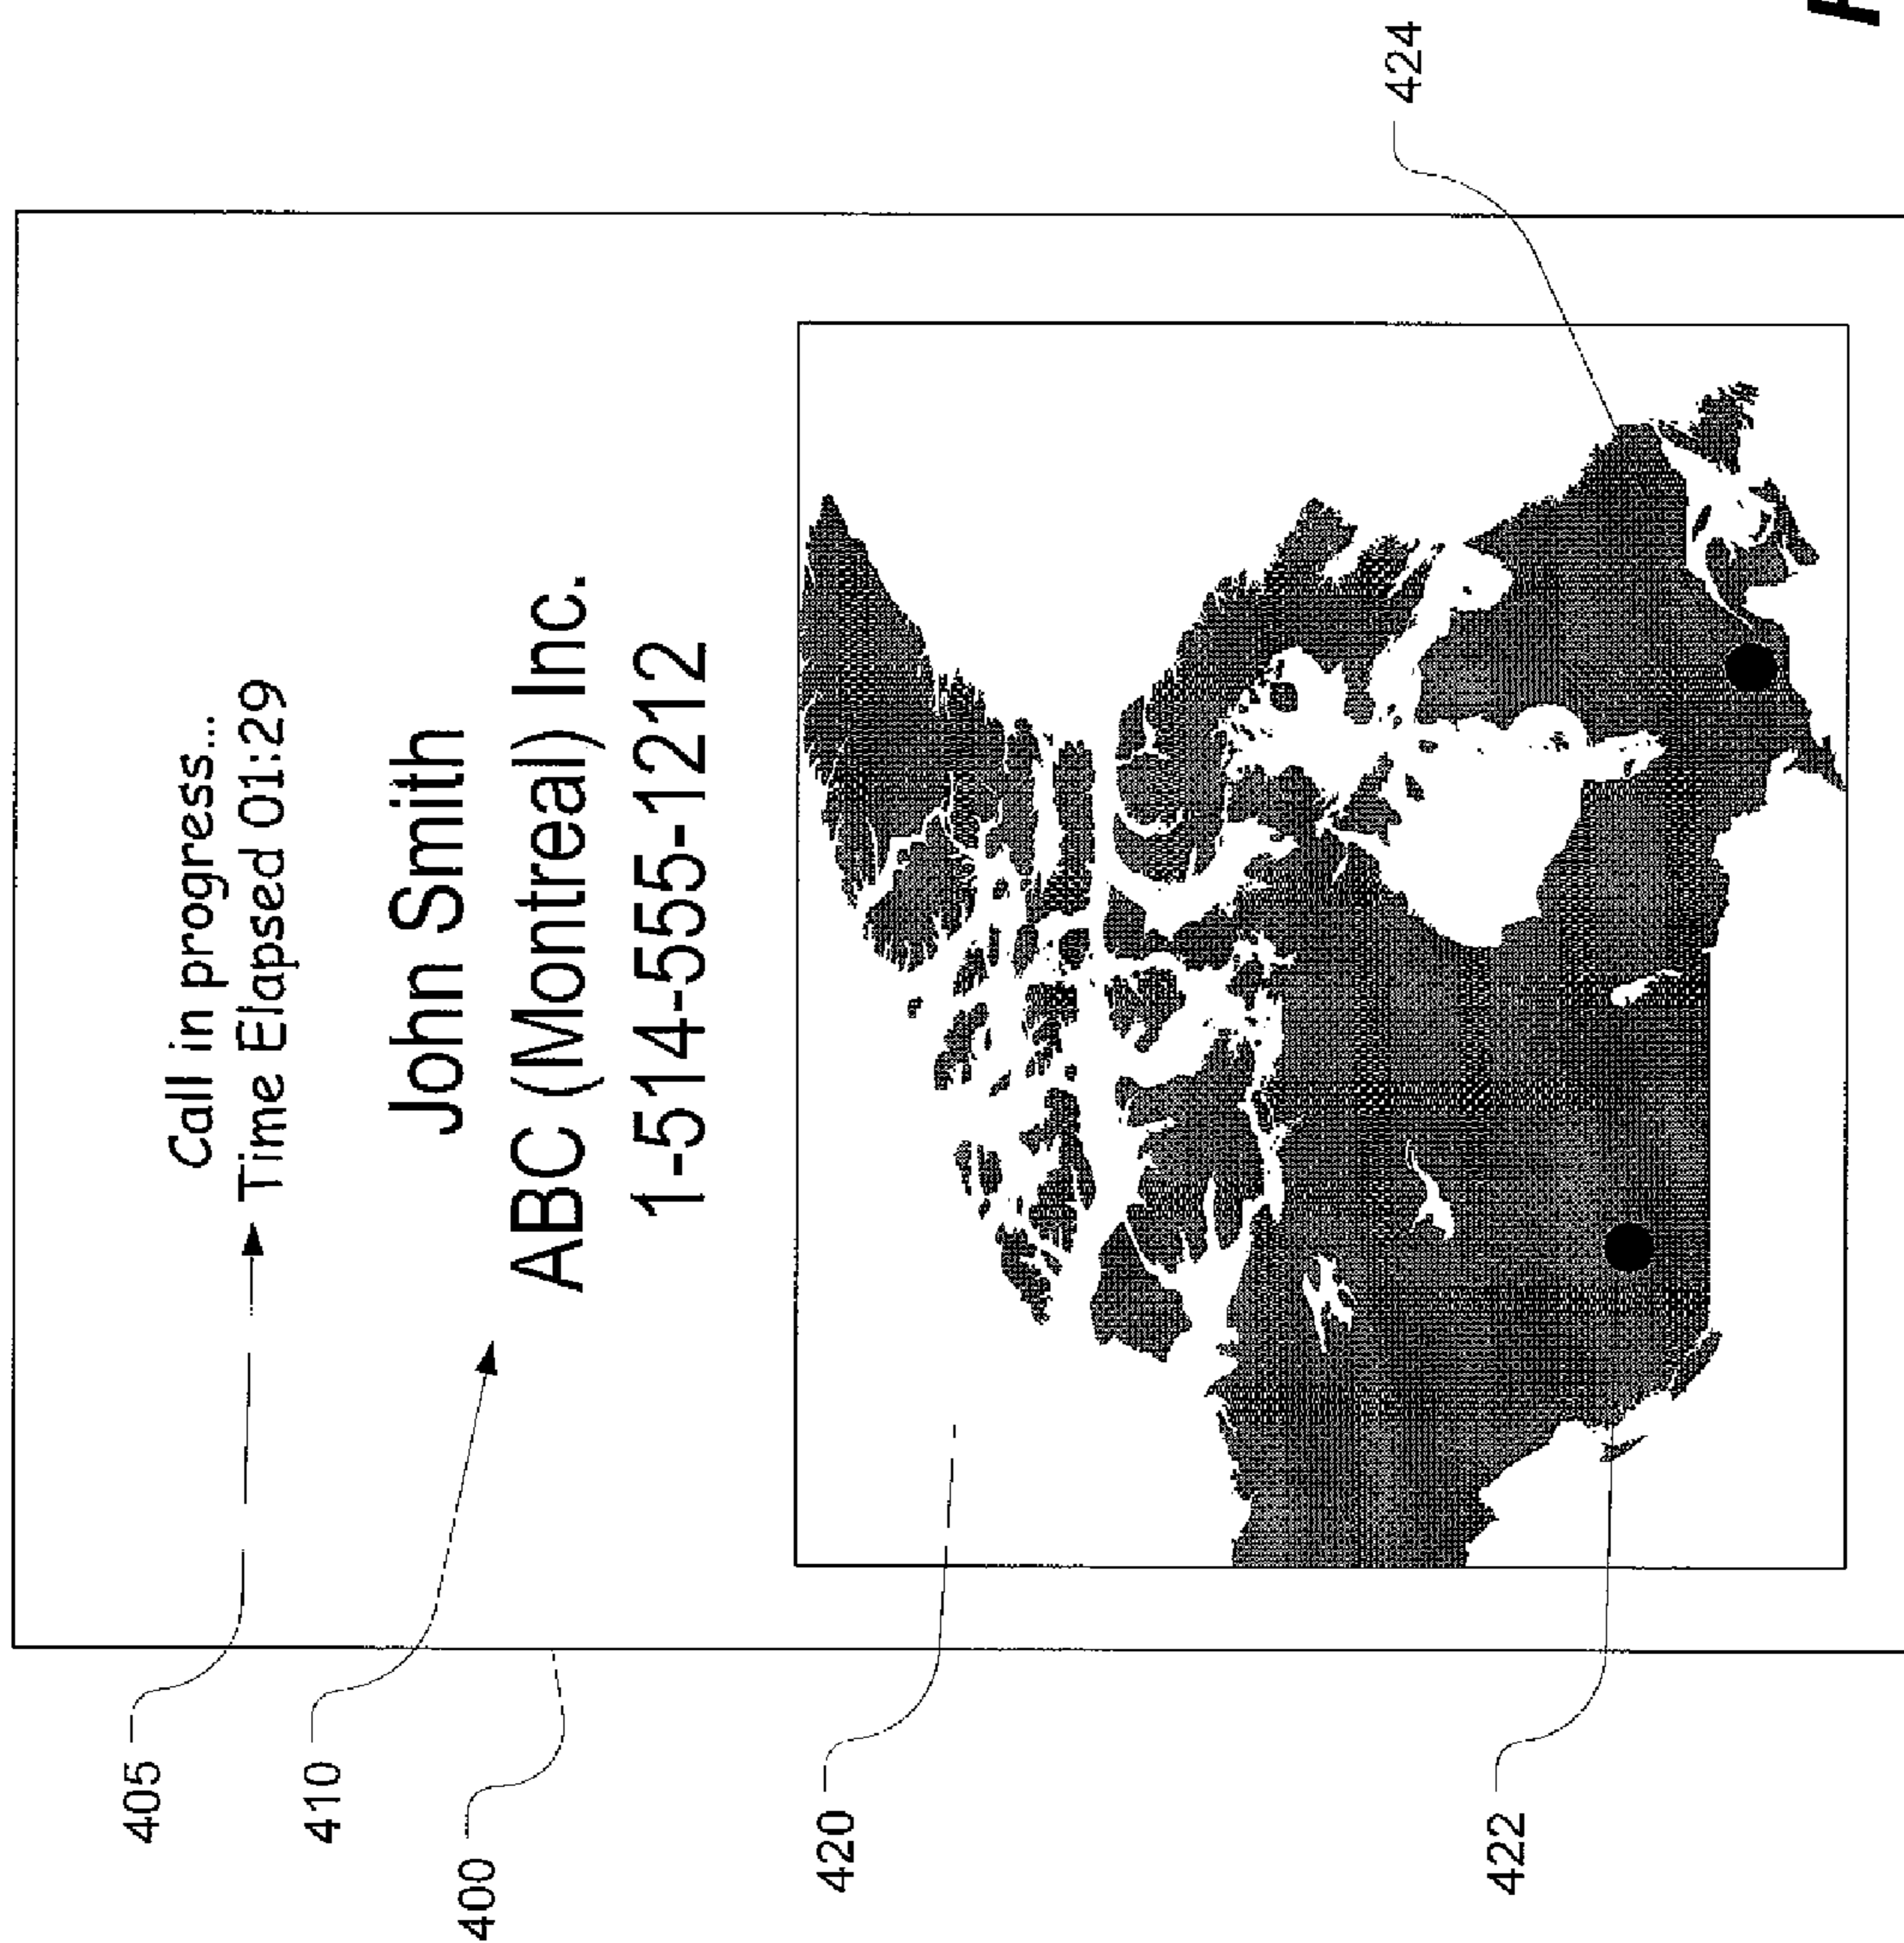 405
Call in progress...
Time Elapsed 01:29
410
John Smith
ABC (Montreal) Inc.
1-514-555-1212
400
420
422
424